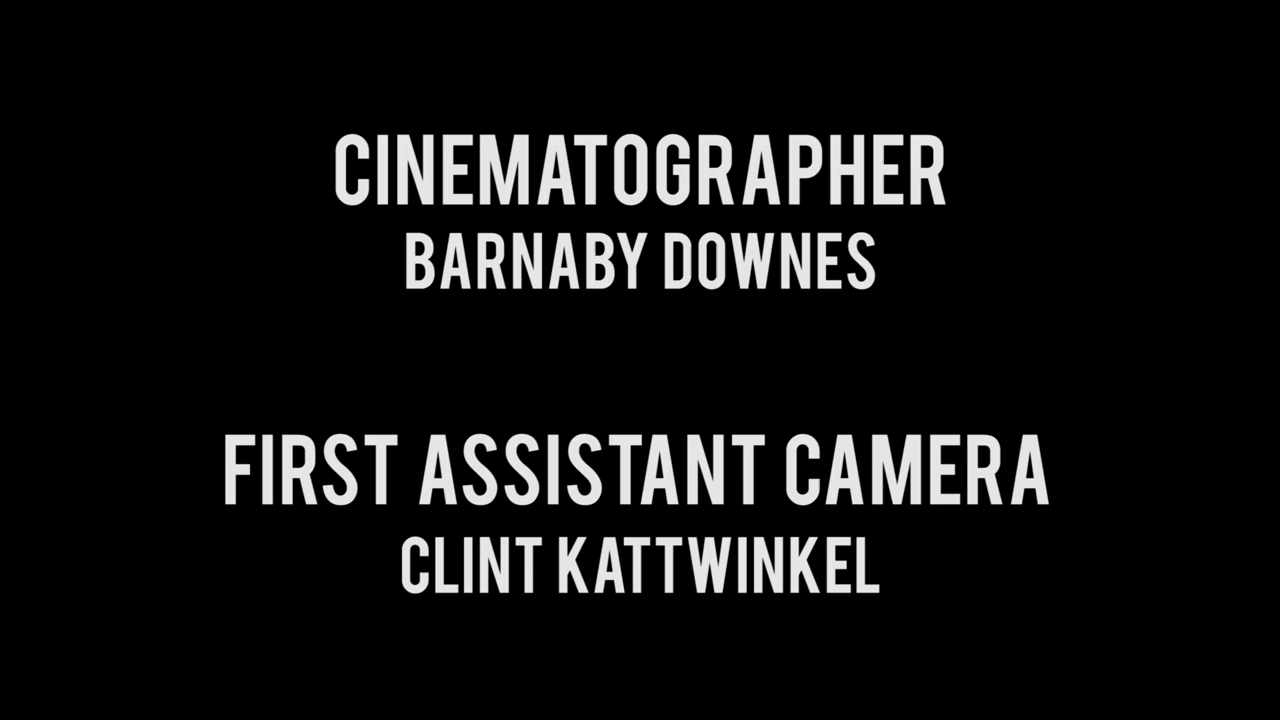 CINEMATOGRAPHER
BARNABY DOWNES
FIRST ASSISTANT CAMERA
CLINT KATTWINKEL